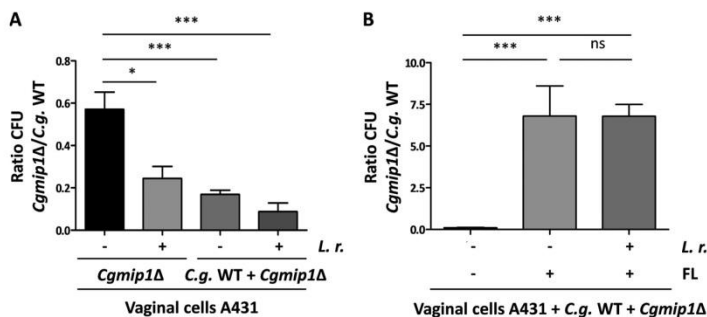 A
***
***
*
Ratio CFU
Cgmip1Δ/C.g. WT
0.8
0.6
0.4
0.2
0.0
- + - + L. r.
Cgmip1Δ C.g. WT + Cgmip1Δ
Vaginal cells A431
B
***
*** ns
Ratio CFU
Cgmip1Δ/C.g. WT
10.0
7.5
5.0
2.5
0.0
- - + L. r.
- + + FL
Vaginal cells A431 + C.g. WT + Cgmip1Δ